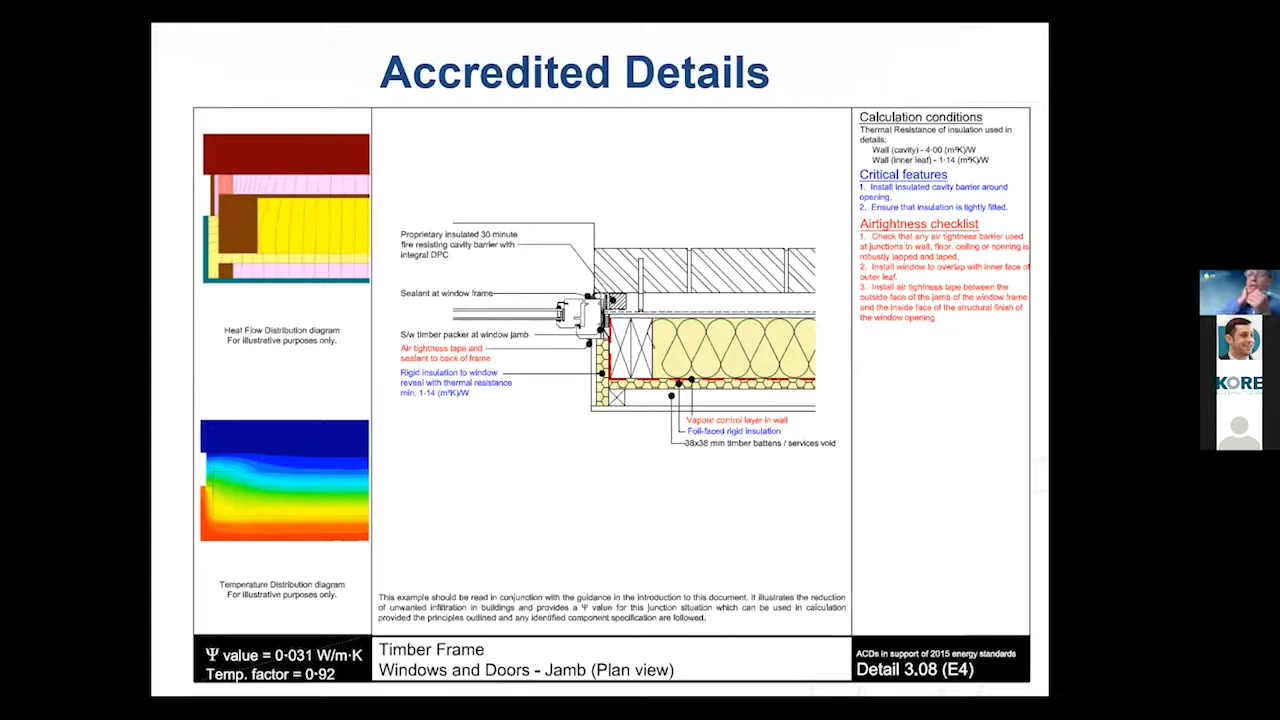 Accredited Details
Heat Flow Distribution diagram
For illustrative purposes only.
Temperature Distribution diagram
For illustrative purposes only.
Ψ value = 0·031 W/m·K
Temp. factor = 0·92
Proprietary insulated 30 minute
fire resisting cavity barrier with
integral DPC
Sealant at window frame
S/w timber packer at window jamb
Air tightness tape and
sealant to back of frame
Rigid insulation to window
reveal with thermal resistance
min. 1·14 (m²K)/W
Vapour control layer in wall
Foil-faced rigid insulation
38x38 mm timber battens / services void
This example should be read in conjunction with the guidance in the introduction to this document. It illustrates the reduction
of unwanted infiltration in buildings and provides a Ψ value for this junction situation which can be used in calculation
provided the principles outlined and any identified component specification are followed.
Timber Frame
Windows and Doors - Jamb (Plan view)
Calculation conditions
Thermal Resistance of insulation used in
details:
Wall (cavity) - 4·00 (m²K)/W
Wall (inner leaf) - 1·14 (m²K)/W
Critical features
1. Install Insulated cavity barrier around
opening.
2. Ensure that insulation is tightly fitted.
Airtightness checklist
1. Check that any air tightness barrier used
at junctions to wall, floor, ceiling or opening is
robustly lapped and taped.
2. Install window to overlap with inner face of
outer leaf.
3. Install air tightness tape between the
outside face of the jamb of the window frame
and the inside face of the structural finish of
the window opening
ACDs in support of 2015 energy standards
Detail 3.08 (E4)
KORE